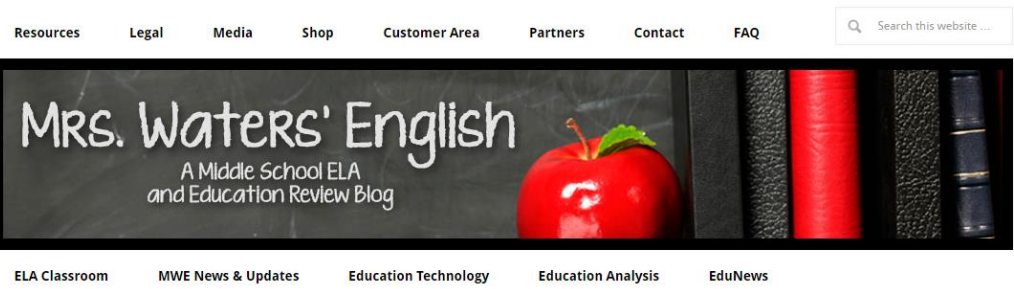 Resources Legal Media Shop Customer Area Partners Contact FAQ Search this website ...
Mrs. Waters' English
A Middle School ELA
and Education Review Blog
ELA Classroom MWE News & Updates Education Technology Education Analysis EduNews